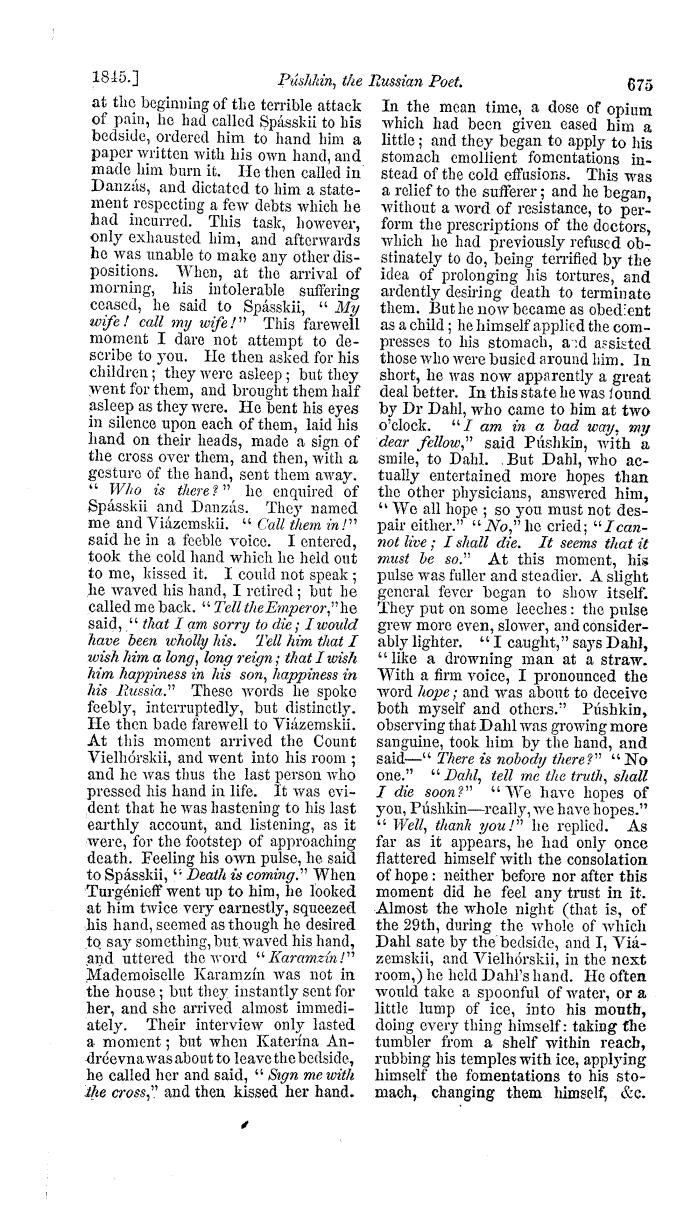 1845.]
Púshkin, the Russian Poet.
675
at the beginning of the terrible attack
of pain, he had called Spásskii to his
bedside, ordered him to hand him a
paper written with his own hand, and
made him burn it. He then called in
Danzás, and dictated to him a state-
ment respecting a few debts which he
had incurred. This task, however,
only exhausted him, and afterwards
he was unable to make any other dis-
positions. When, at the arrival of
morning, his intolerable suffering
ceased, he said to Spásskii, "My
wife! call my wife!" This farewell
moment I dare not attempt to de-
scribe to you. He then asked for his
children; they were asleep; but they
went for them, and brought them half
asleep as they were. He bent his eyes
in silence upon each of them, laid his
hand on their heads, made a sign of
the cross over them, and then, with a
gesture of the hand, sent them away.
"Who is there?" he enquired of
Spásskii and Danzás. They named
me and Viázemskii. "Call them in!"
said he in a feeble voice. I entered,
took the cold hand which he held out
to me, kissed it. I could not speak;
he waved his hand, I retired; but he
called me back. "Tell the Emperor," he
said, "that I am sorry to die; I would
have been wholly his. Tell him that I
wish him a long, long reign; that I wish
him happiness in his son, happiness in
his Russia." These words he spoke
feebly, interruptedly, but distinctly.
He then bade farewell to Viázemskii.
At this moment arrived the Count
Vielhórskii, and went into his room;
and he was thus the last person who
pressed his hand in life. It was evi-
dent that he was hastening to his last
earthly account, and listening, as it
were, for the footstep of approaching
death. Feeling his own pulse, he said
to Spásskii, "Death is coming." When
Turgénieff went up to him, he looked
at him twice very earnestly, squeezed
his hand, seemed as though he desired
to say something, but waved his hand,
and uttered the word "Karamzín!"
Mademoiselle Karamzín was not in
the house; but they instantly sent for
her, and she arrived almost immedi-
ately. Their interview only lasted
a moment; but when Katerína An-
dréevna was about to leave the bedside,
he called her and said, "Sign me with
the cross," and then kissed her hand.
In the mean time, a dose of opium
which had been given eased him a
little; and they began to apply to his
stomach emollient fomentations in-
stead of the cold effusions. This was
a relief to the sufferer; and he began,
without a word of resistance, to per-
form the prescriptions of the doctors,
which he had previously refused ob-
stinately to do, being terrified by the
idea of prolonging his tortures, and
ardently desiring death to terminate
them. But he now became as obedient
as a child; he himself applied the com-
presses to his stomach, and assisted
those who were busied around him. In
short, he was now apparently a great
deal better. In this state he was found
by Dr Dahl, who came to him at two
o'clock. "I am in a bad way, my
dear fellow," said Púshkin, with a
smile, to Dahl. But Dahl, who ac-
tually entertained more hopes than
the other physicians, answered him,
"We all hope; so you must not des-
pair either." "No," he cried; "I can-
not live; I shall die. It seems that it
must be so." At this moment, his
pulse was fuller and steadier. A slight
general fever began to show itself.
They put on some leeches: the pulse
grew more even, slower, and consider-
ably lighter. "I caught," says Dahl,
"like a drowning man at a straw.
With a firm voice, I pronounced the
word hope; and was about to deceive
both myself and others." Púshkin,
observing that Dahl was growing more
sanguine, took him by the hand, and
said—"There is nobody there?" "No
one." "Dahl, tell me the truth, shall
I die soon?" "We have hopes of
you, Púshkin—really, we have hopes."
"Well, thank you!" he replied. As
far as it appears, he had only once
flattered himself with the consolation
of hope: neither before nor after this
moment did he feel any trust in it.
Almost the whole night (that is, of
the 29th, during the whole of which
Dahl sate by the bedside, and I, Viá-
zemskii, and Vielhórskii, in the next
room,) he held Dahl's hand. He often
would take a spoonful of water, or a
little lump of ice, into his mouth,
doing every thing himself: taking the
tumbler from a shelf within reach,
rubbing his temples with ice, applying
himself the fomentations to his sto-
mach, changing them himself, &c.